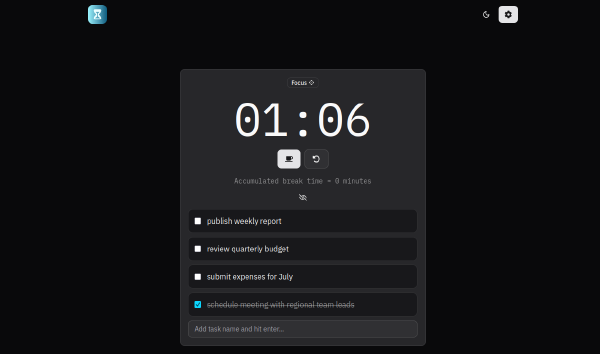 Focus
01:06
Accumulated break time = 0 minutes
publish weekly report
review quarterly budget
submit expenses for July
schedule meeting with regional team leads
Add task name and hit enter...